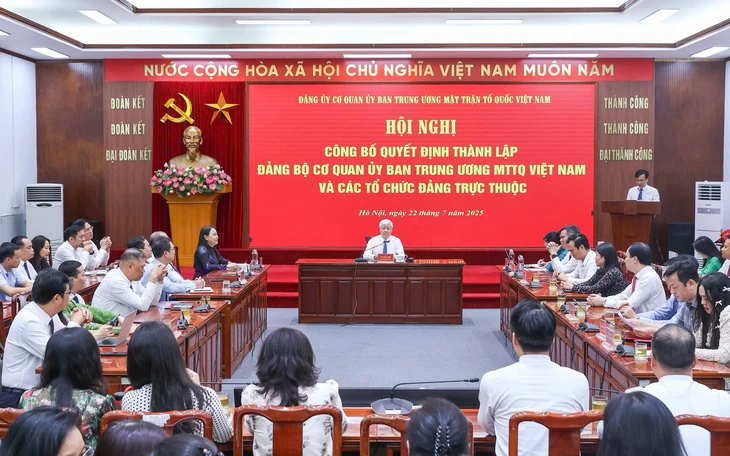 NƯỚC CỘNG HÒA XÃ HỘI CHỦ NGHĨA VIỆT NAM MUÔN NĂM
ĐOÀN KẾT
ĐOÀN KẾT
ĐẠI ĐOÀN KẾT
ĐẢNG ỦY CƠ QUAN ỦY BAN TRUNG ƯƠNG MẶT TRẬN TỔ QUỐC VIỆT NAM
HỘI NGHỊ
CÔNG BỐ QUYẾT ĐỊNH THÀNH LẬP
ĐẢNG BỘ CƠ QUAN ỦY BAN TRUNG ƯƠNG MTTQ VIỆT NAM
VÀ CÁC TỔ CHỨC ĐẢNG TRỰC THUỘC
Hà Nội, ngày 22 tháng 7 năm 2025
THÀNH CÔNG
THÀNH CÔNG
ĐẠI THÀNH CÔNG